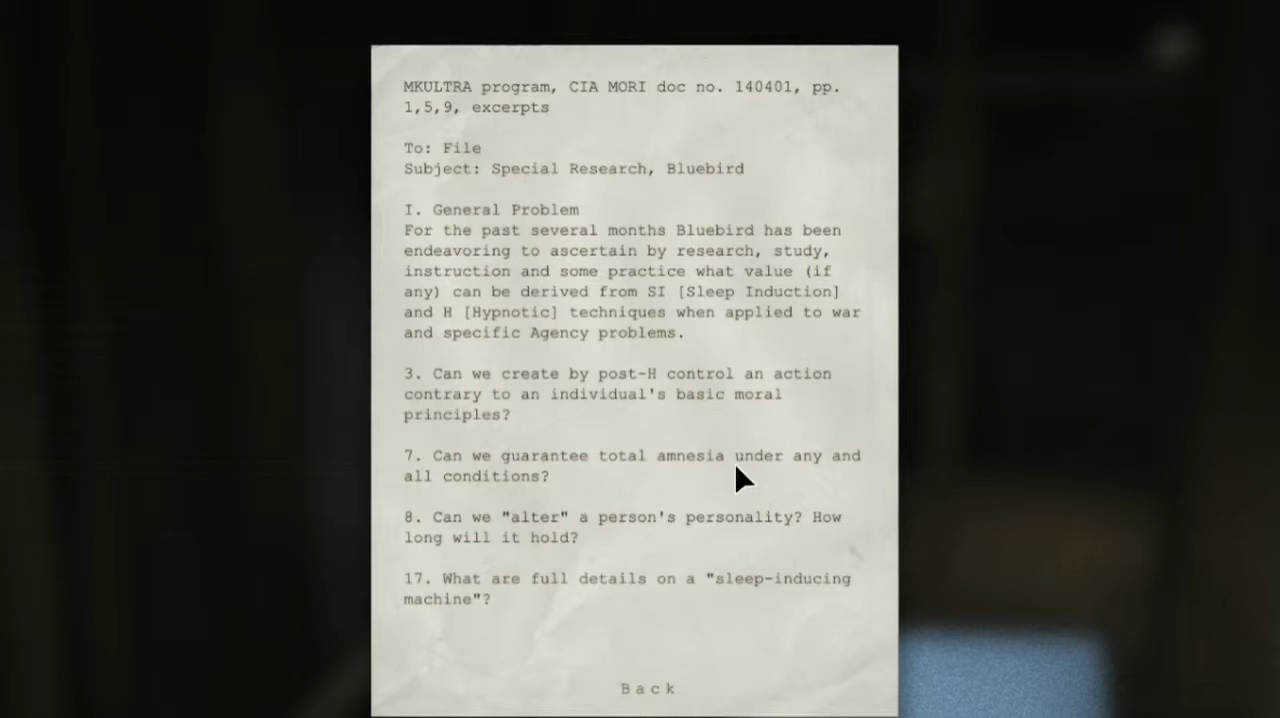 MKULTRA program, CIA MORI doc no. 140401, pp.
1,5,9, excerpts
To: File
Subject: Special Research, Bluebird
I. General Problem
For the past several months Bluebird has been
endeavoring to ascertain by research, study,
instruction and some practice what value (if
any) can be derived from SI [Sleep Induction]
and H [Hypnotic] techniques when applied to war
and specific Agency problems.
3. Can we create by post-H control an action
contrary to an individual's basic moral
principles?
7. Can we guarantee total amnesia under any and
all conditions?
8. Can we "alter" a person's personality? How
long will it hold?
17. What are full details on a "sleep-inducing
machine"?
Back